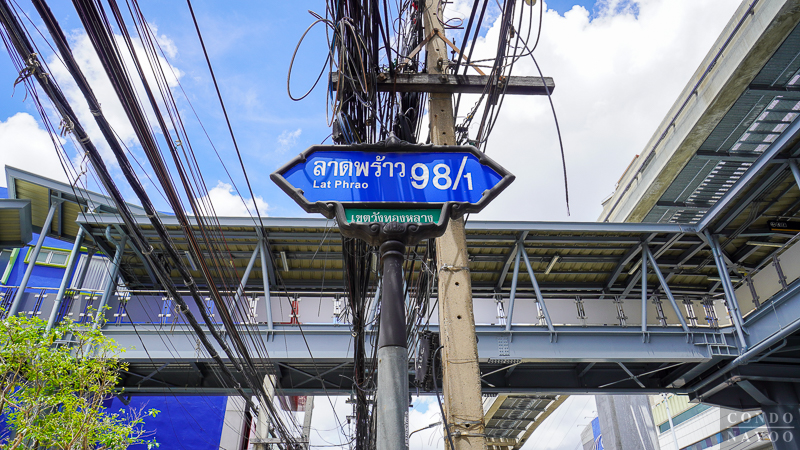 ลาดพร้าว 98/1
Lat Phrao
เขตวังทองหลาง
CONDO
NAYOO